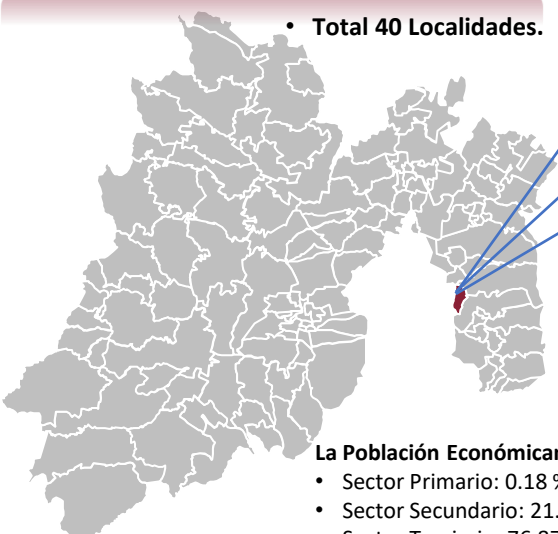 • Total 40 Localidades.
La Población Económicam
• Sector Primario: 0.18 %
• Sector Secundario: 21.